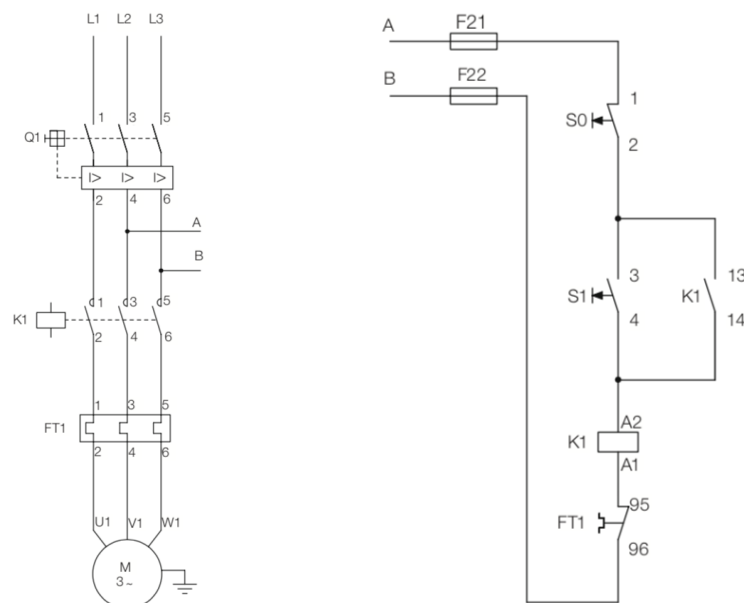 L1 L2 L3
Q1 1 3 5
I> I> I>
2 4 6
A
B
K1 1 3 5
2 4 6
1 3 5
FT1
2 4 6
U1 V1 W1
M
3~
A F21
B F22
1
S0
2
3 13
S1 K1
4 14
A2
K1
A1
95
FT1
96